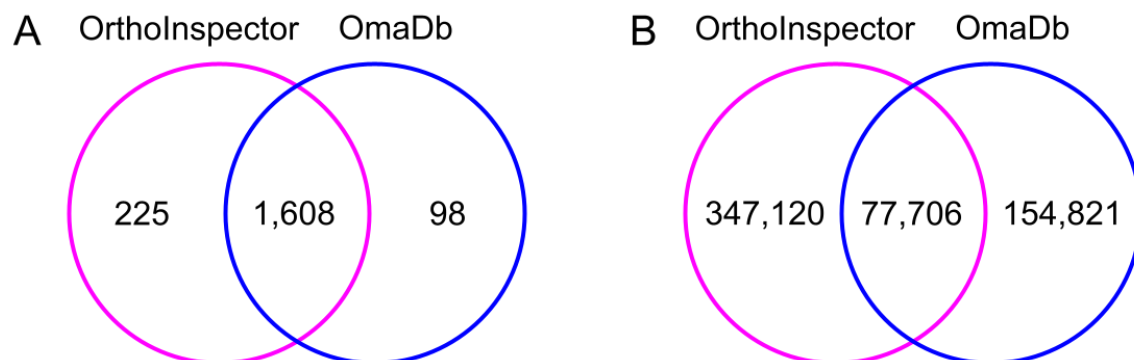 A OrthoInspector OmaDb
225 1,608 98
B OrthoInspector OmaDb
347,120 77,706 154,821